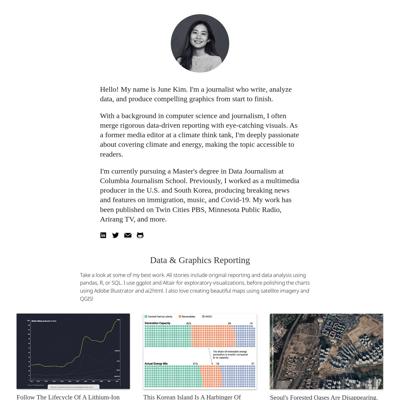 Hello! My name is June Kim. I'm a journalist who write, analyze
data, and produce compelling graphics from start to finish.
With a background in computer science and journalism, I often
merge rigorous data-driven reporting with eye-catching visuals. As
a former media editor at a climate think tank, I'm deeply passionate
about covering climate and energy, making the topic accessible to
readers.
I'm currently pursuing a Master's degree in Data Journalism at
Columbia Journalism School. Previously, I worked as a multimedia
producer in the U.S. and South Korea, producing breaking news
and features on immigration, music, and Covid-19. My work has
been published on Twin Cities PBS, Minnesota Public Radio,
Arirang TV, and more.
Data & Graphics Reporting
Take a look at some of my best work. All stories include original reporting and data analysis using
pandas, R, or SQL. I use ggplot and Altair for exploratory visualizations, before polishing the charts
using Adobe Illustrator and ai2html. I also love creating beautiful maps using satellite imagery and
QGIS!
Generation Capacity
Actual Energy Mix
Follow The Lifecycle Of A Lithium-Ion
This Korean Island Is A Harbinger Of
Seoul's Forested Oases Are Disappearing.